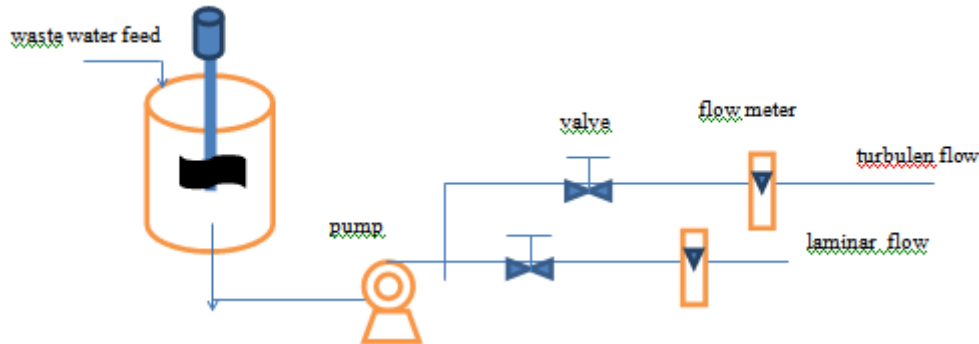 waste water feed
valve
flow meter
turbulen flow
pump
laminar flow